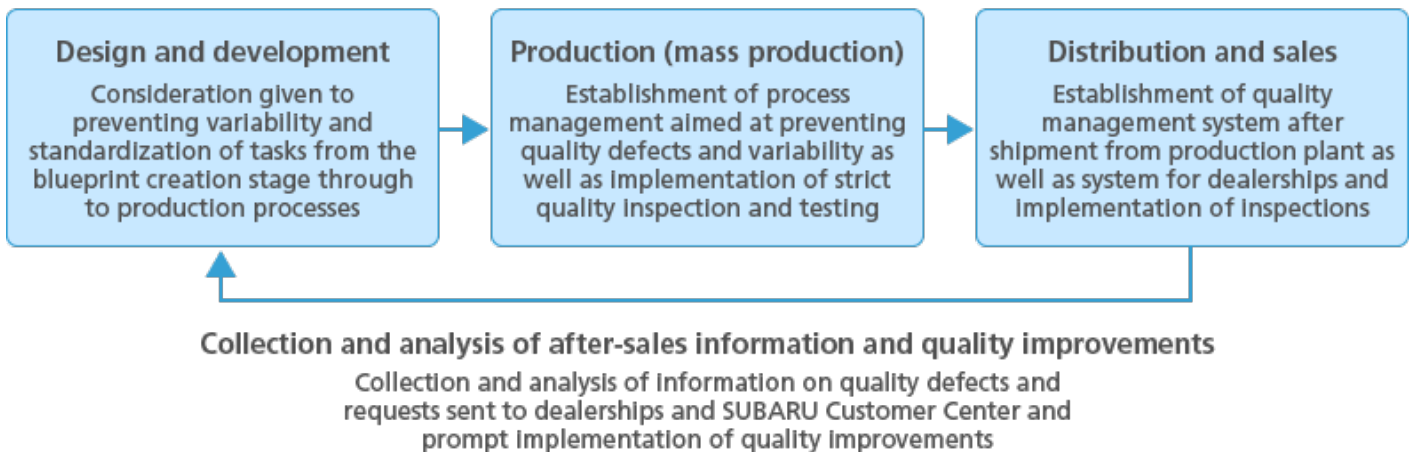 Design and development
Consideration given to
preventing variability and
standardization of tasks from the
blueprint creation stage through
to production processes
Production (mass production)
Establishment of process
management aimed at preventing
quality defects and variability as
well as implementation of strict
quality inspection and testing
Distribution and sales
Establishment of quality
management system after
shipment from production plant as
well as system for dealerships and
implementation of inspections
Collection and analysis of after-sales information and quality improvements
Collection and analysis of information on quality defects and
requests sent to dealerships and SUBARU Customer Center and
prompt implementation of quality improvements